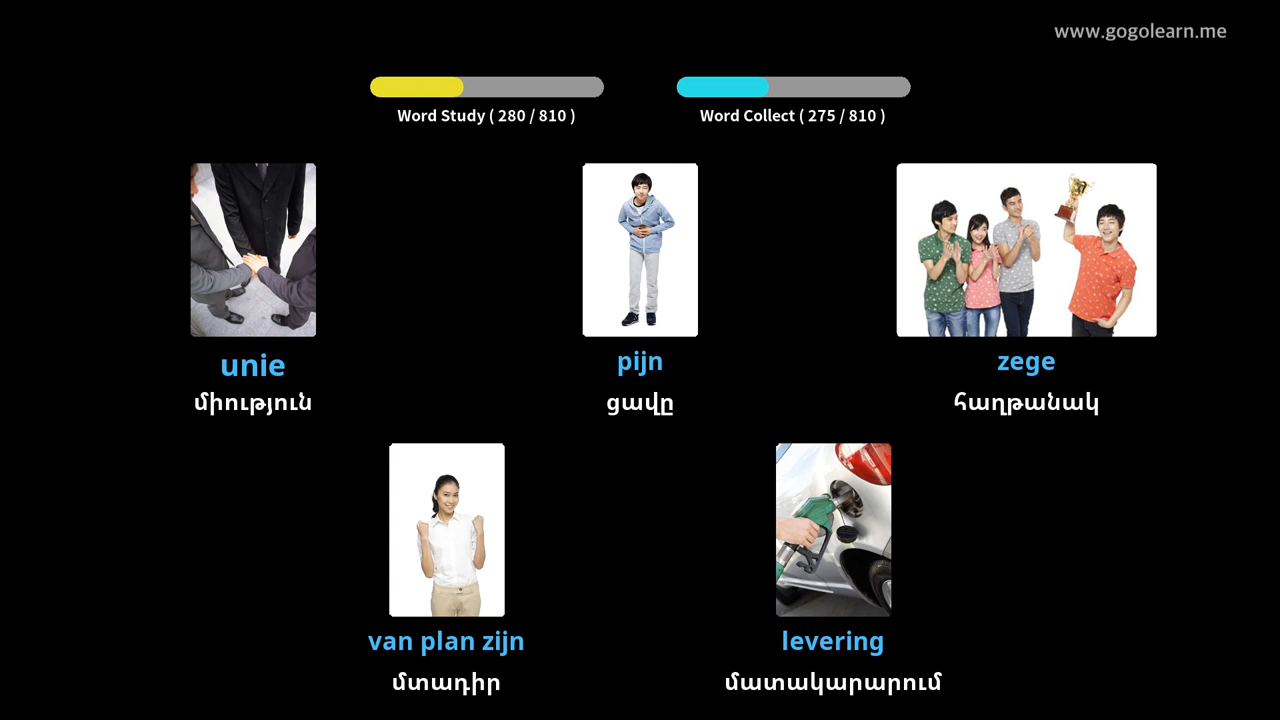 www.gogolearn.me
Word Study ( 280 / 810 )
Word Collect ( 275 / 810 )
unie
միություն
pijn
ցավը
zege
հաղթանակ
van plan zijn
մտադիր
levering
մատակարարում